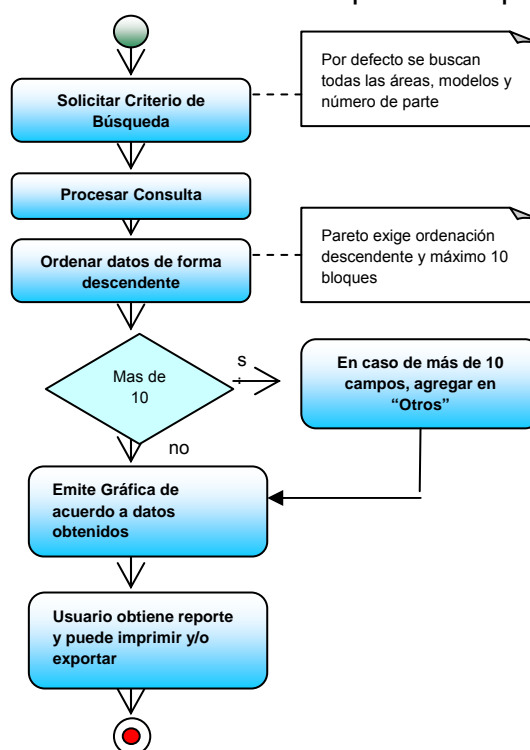 Por defecto se buscan
todas las áreas, modelos y
número de parte
Solicitar Criterio de
Búsqueda
Procesar Consulta
Ordenar datos de forma
descendente
Pareto exige ordenación
descendente y máximo 10
bloques
Mas de
10
s
En caso de más de 10
campos, agregar en
“Otros”
no
Emite Gráfica de
acuerdo a datos
obtenidos
Usuario obtiene reporte
y puede imprimir y/o
exportar